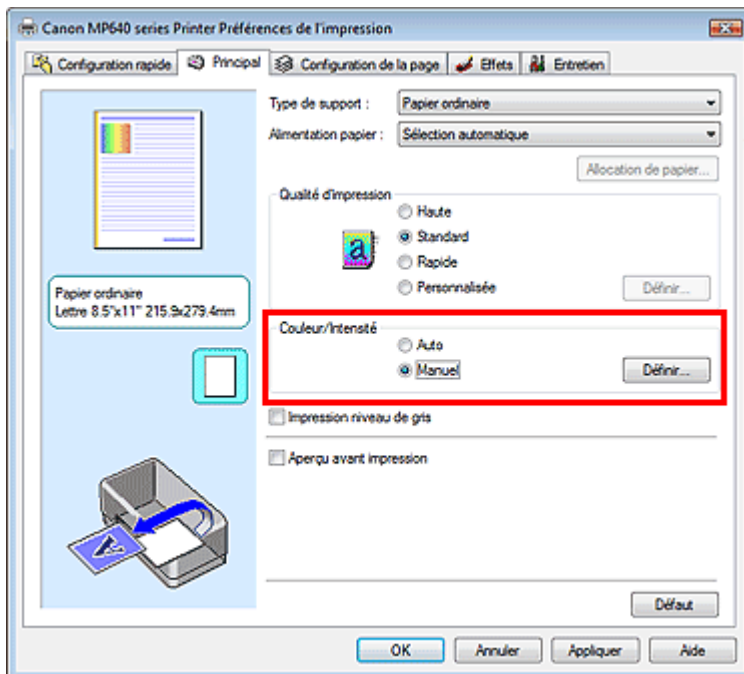 Canon MP640 series Printer Préférences de l'impression
Configuration rapide Principal Configuration de la page Effets Entretien
Type de support : Papier ordinaire
Alimentation papier : Sélection automatique
Allocation de papier...
Qualité d'impression
Haute
a Standard
Rapide
Personnalisée Définir...
Papier ordinaire
Lettre 8.5"x11" 215.9x279.4mm
Couleur/Intensité
Auto
Manuel Définir...
Impression niveau de gris
Aperçu avant impression
A
Défaut
OK Annuler Appliquer Aide